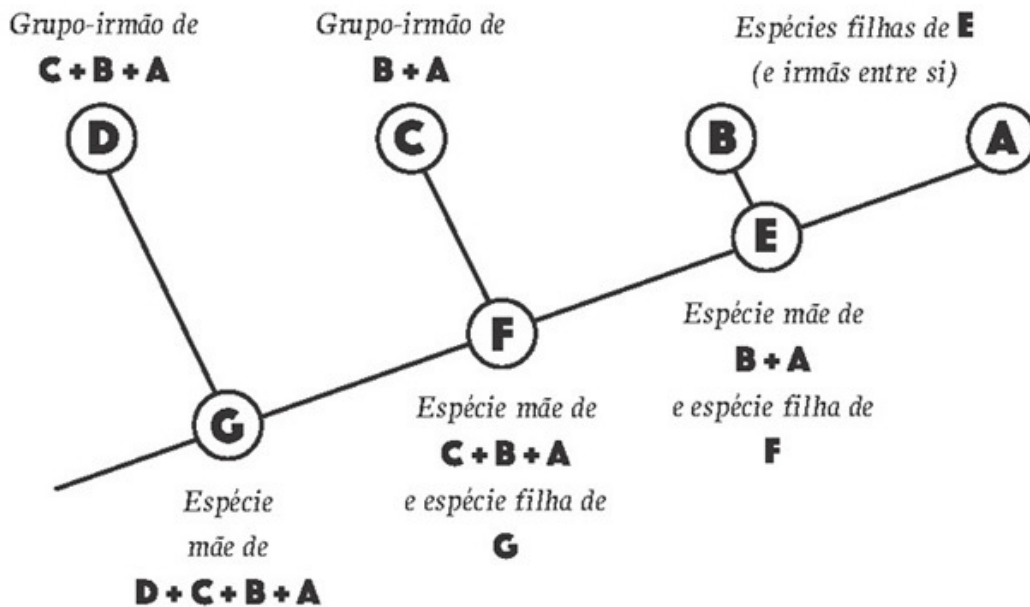 Grupo-irmão de
C + B + A
D
Grupo-irmão de
B + A
C
Espécies filhas de E
(e irmãs entre si)
B
A
E
Espécie mãe de
B + A
e espécie filha de
F
F
Espécie mãe de
C + B + A
e espécie filha de
G
G
Espécie
mãe de
D + C + B + A